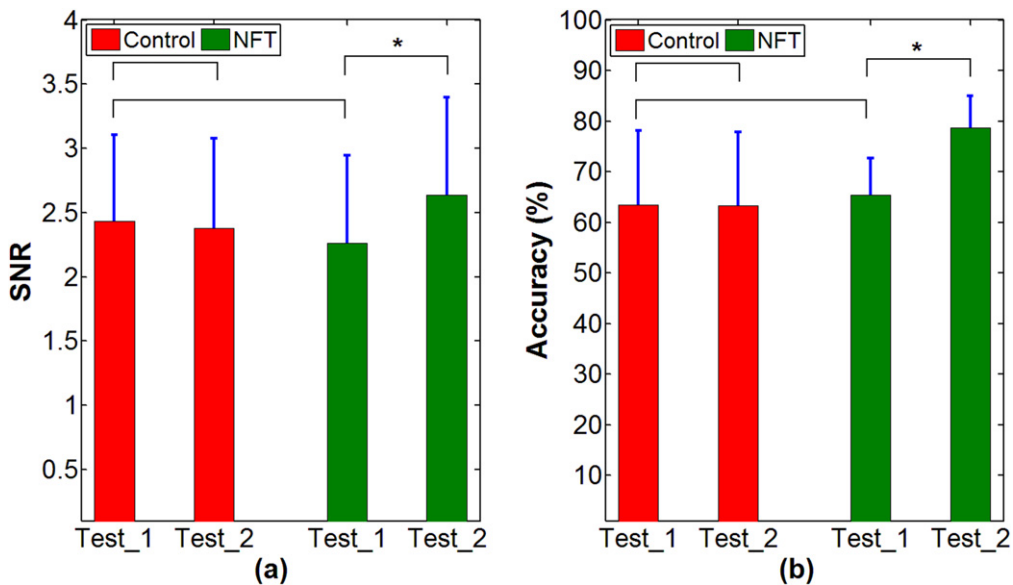 SNR
4
3.5
3
2.5
2
1.5
1
0.5
Control NFT
*
Test_1 Test_2 Test_1 Test_2
(a)
Accuracy (%)
100
90
80
70
60
50
40
30
20
10
Control NFT
*
Test_1 Test_2 Test_1 Test_2
(b)